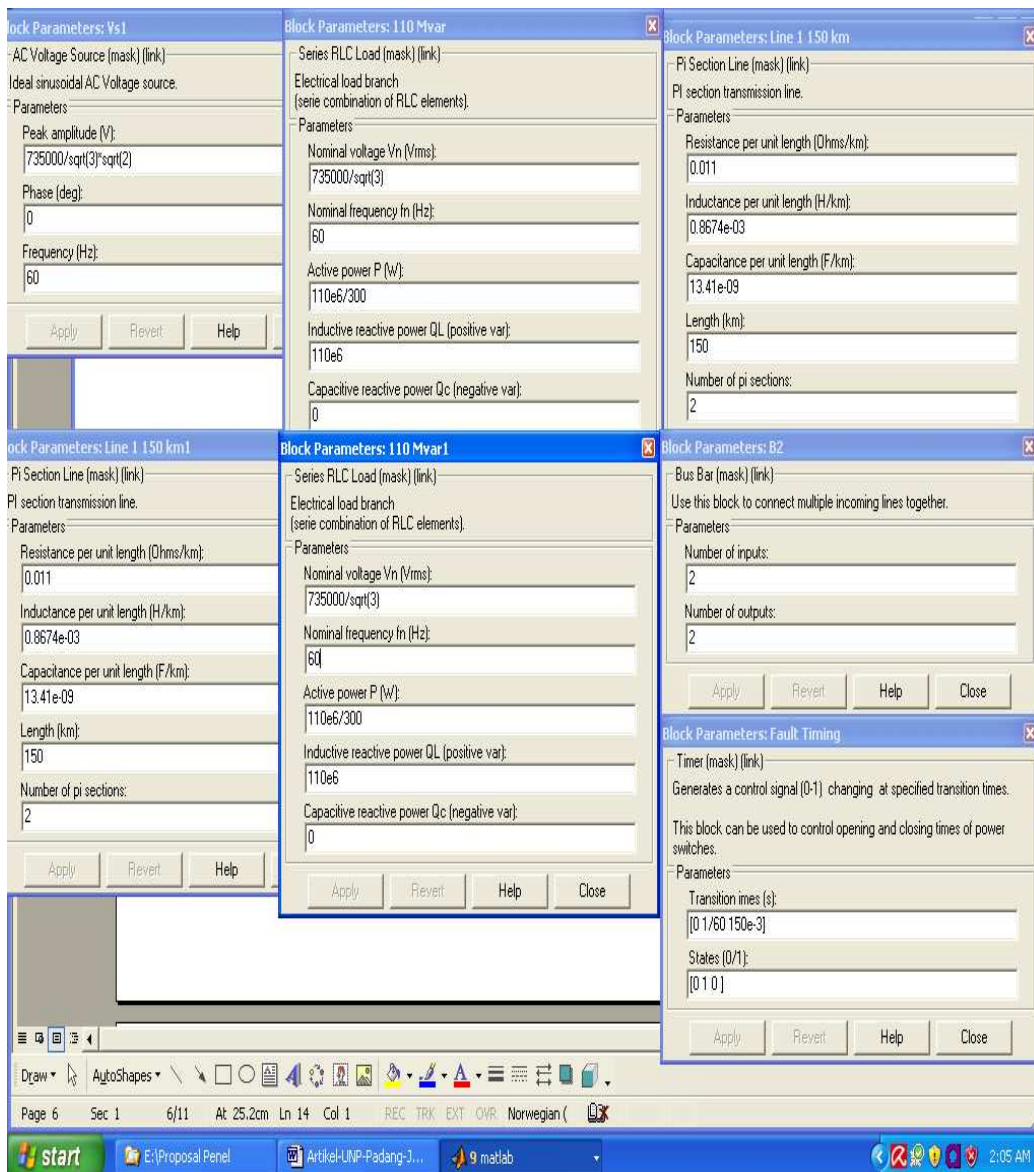 lock Parameters: Vs1
AC Voltage Source (mask) (link)
Ideal sinusoidal AC Voltage source.
Parameters
Peak amplitude (V):
735000/sqrt(3)*sqrt(2)
Phase (deg):
0
Frequency (Hz):
60
Apply Revert Help
Block Parameters: 110 Mvar
Series RLC Load (mask) (link)
Electrical load branch
(serie combination of RLC elements).
Parameters
Nominal voltage Vn (Vrms):
735000/sqrt(3)
Nominal frequency fn (Hz):
60
Active power P (W):
110e6/300
Inductive reactive power QL (positive var):
110e6
Capacitive reactive power Qc (negative var):
0
Block Parameters: Line 1 150 km
Pi Section Line (mask) (link)
PI section transmission line.
Parameters
Resistance per unit length (Ohms/km):
0.011
Inductance per unit length (H/km):
0.8674e-03
Capacitance per unit length (F/km):
13.41e-09
Length (km):
150
Number of pi sections:
2
ock Parameters: Line 1 150 km1
Pi Section Line (mask) (link)
PI section transmission line.
Parameters
Resistance per unit length (Ohms/km):
0.011
Inductance per unit length (H/km):
0.8674e-03
Capacitance per unit length (F/km):
13.41e-09
Length (km):
150
Number of pi sections:
2
Apply Revert Help
Block Parameters: 110 Mvar1
Series RLC Load (mask) (link)
Electrical load branch
(serie combination of RLC elements).
Parameters
Nominal voltage Vn (Vrms):
735000/sqrt(3)
Nominal frequency fn (Hz):
60
Active power P (W):
110e6/300
Inductive reactive power QL (positive var):
110e6
Capacitive reactive power Qc (negative var):
0
Apply Revert Help Close
Block Parameters: B2
Bus Bar (mask) (link)
Use this block to connect multiple incoming lines together.
Parameters
Number of inputs:
2
Number of outputs:
2
Apply Revert Help Close
Block Parameters: Fault Timing
Timer (mask) (link)
Generates a control signal (0-1) changing at specified transition times.
This block can be used to control opening and closing times of power
switches.
Parameters
Transition imes (s):
[0 1/60 150e-3]
States (0/1):
[0 1 0 ]
Apply Revert Help Close
Draw AutoShapes
Page 6 Sec 1 6/11 At 25.2cm Ln 14 Col 1 REC TRK EXT OVR Norwegian (
start E:\Proposal Penel Artikel-UNP-Padang-J... 9 matlab 2:05 AM